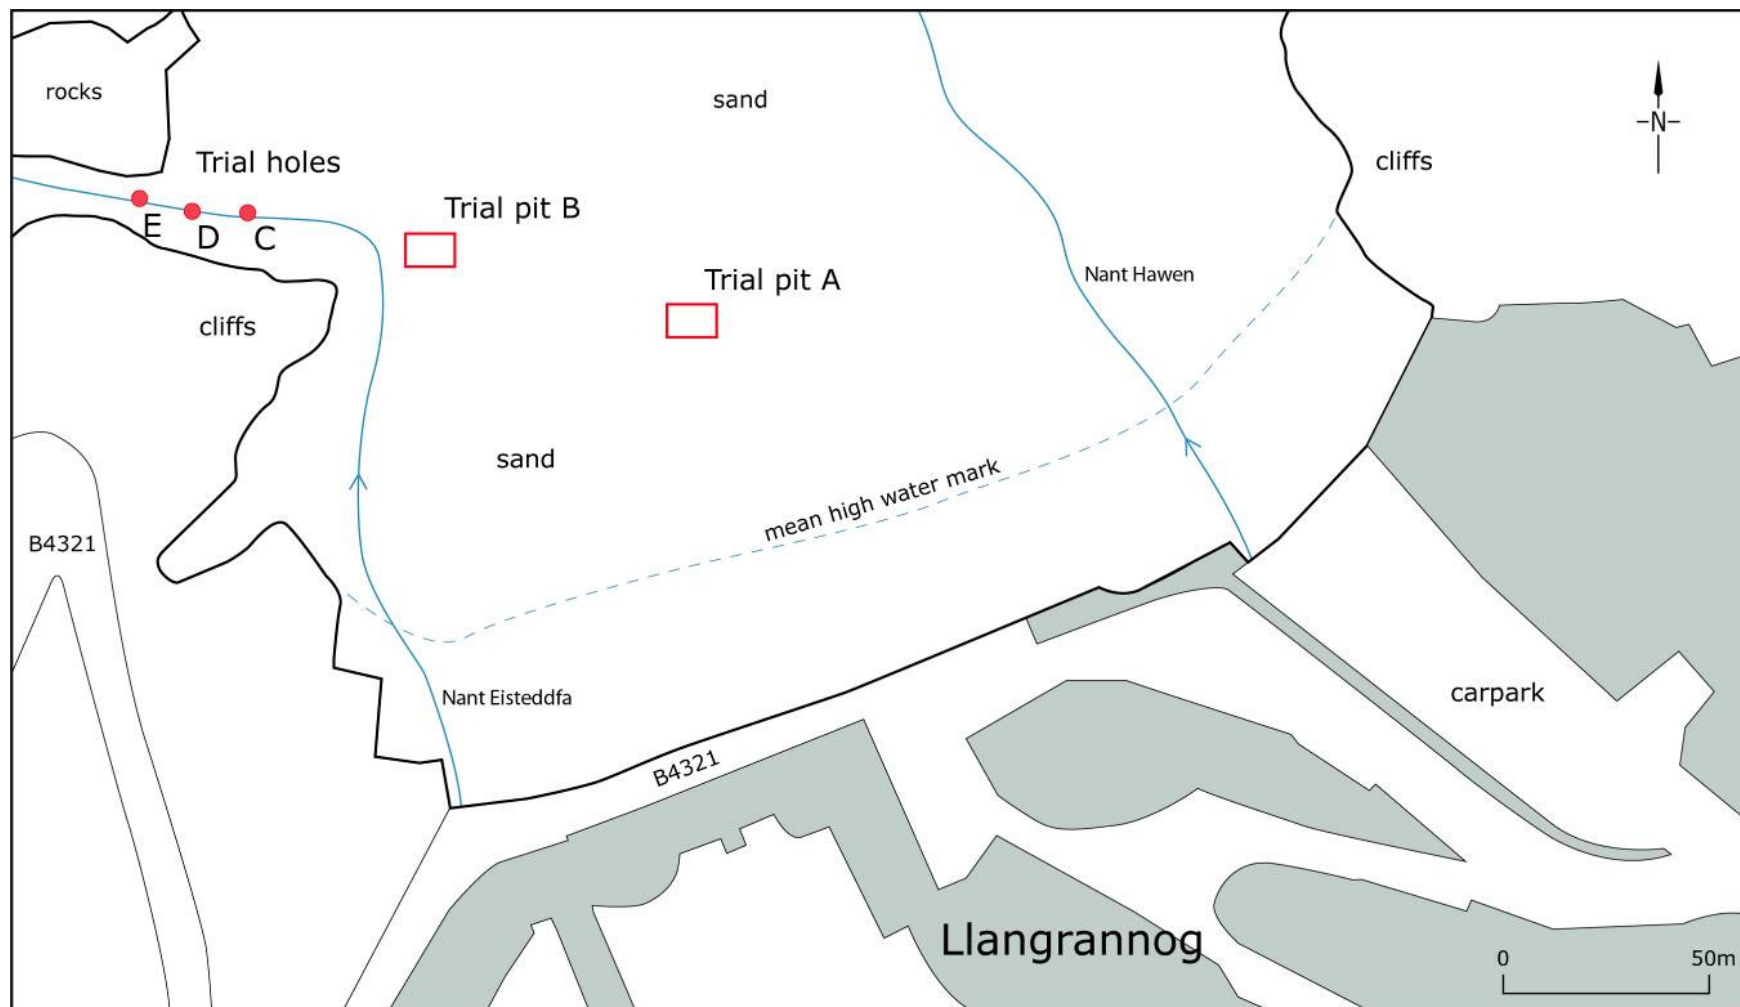 rocks
sand
-N-
Trial holes
cliffs
Trial pit B
E
D
C
Trial pit A
Nant Hawen
cliffs
sand
mean high water mark
B4321
Nant Eisteddfa
carpark
B4321
Llangrannog
0 50m